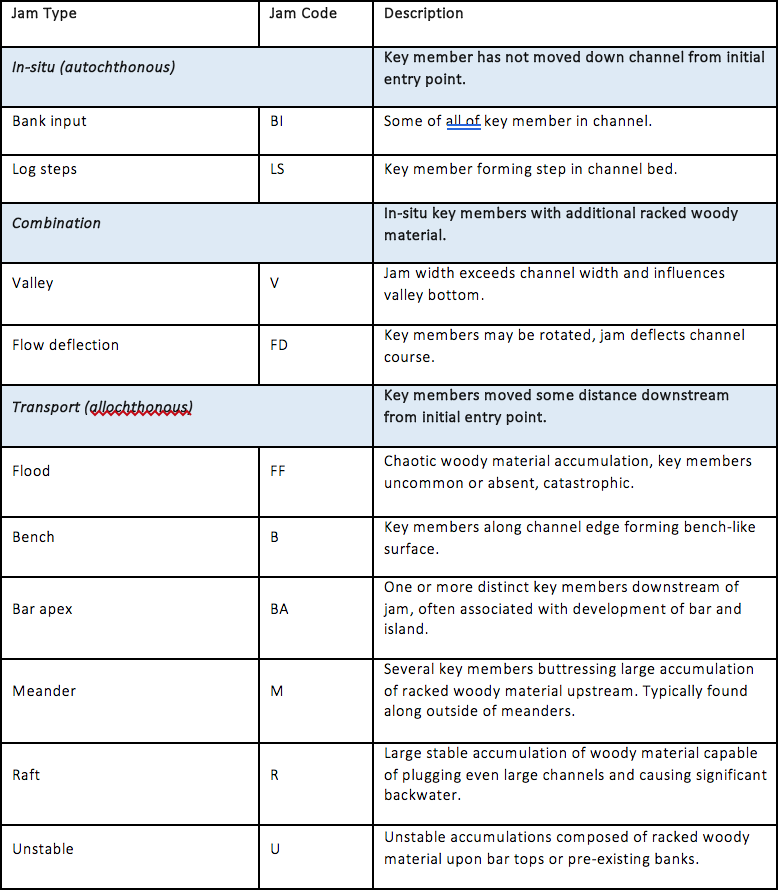 Jam Type Jam Code Description
In-situ (autochthonous) Key member has not moved down channel from initial
entry point.
Bank input BI Some of all of key member in channel.
Log steps LS Key member forming step in channel bed.
Combination In-situ key members with additional racked woody
material.
Valley V Jam width exceeds channel width and influences
valley bottom.
Flow deflection FD Key members may be rotated, jam deflects channel
course.
Transport (allochthonous) Key members moved some distance downstream
from initial entry point.
Flood FF Chaotic woody material accumulation, key members
uncommon or absent, catastrophic.
Bench B Key members along channel edge forming bench-like
surface.
Bar apex BA One or more distinct key members downstream of
jam, often associated with development of bar and
island.
Meander M Several key members buttressing large accumulation
of racked woody material upstream. Typically found
along outside of meanders.
Raft R Large stable accumulation of woody material capable
of plugging even large channels and causing significant
backwater.
Unstable U Unstable accumulations composed of racked woody
material upon bar tops or pre-existing banks.